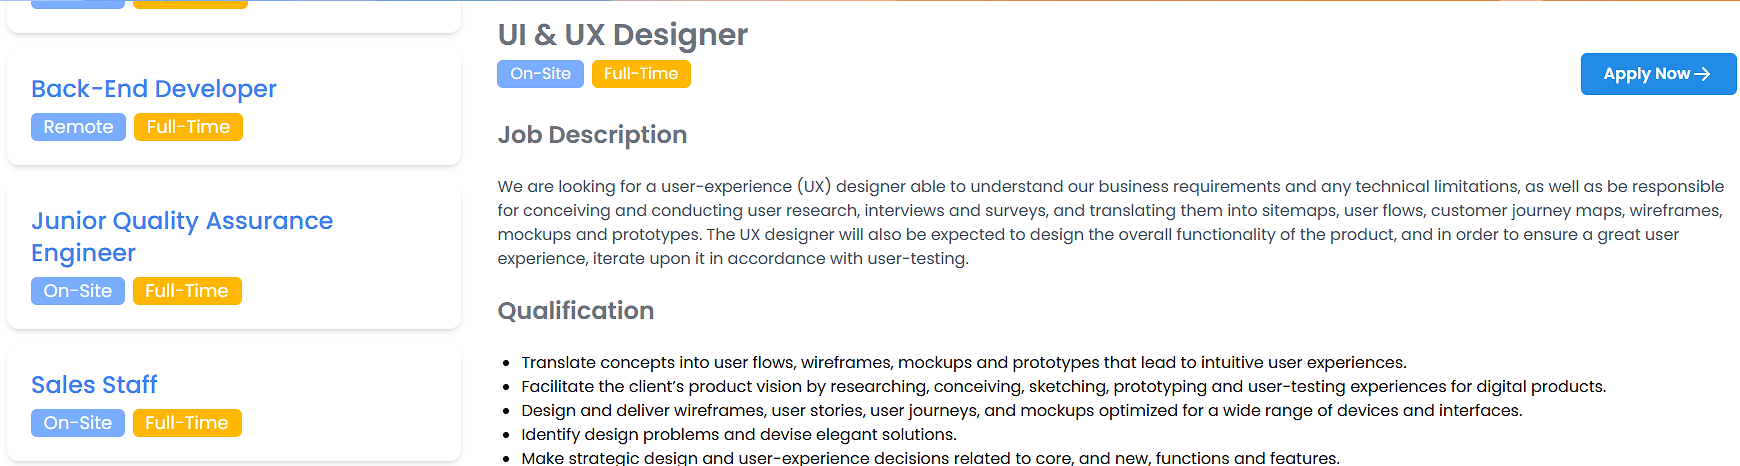 Back-End Developer
Remote Full-Time
Junior Quality Assurance
Engineer
On-Site Full-Time
Sales Staff
On-Site Full-Time
UI & UX Designer
On-Site Full-Time
Apply Now
Job Description
We are looking for a user-experience (UX) designer able to understand our business requirements and any technical limitations, as well as be responsible
for conceiving and conducting user research, interviews and surveys, and translating them into sitemaps, user flows, customer journey maps, wireframes,
mockups and prototypes. The UX designer will also be expected to design the overall functionality of the product, and in order to ensure a great user
experience, iterate upon it in accordance with user-testing.
Qualification
• Translate concepts into user flows, wireframes, mockups and prototypes that lead to intuitive user experiences.
• Facilitate the client’s product vision by researching, conceiving, sketching, prototyping and user-testing experiences for digital products.
• Design and deliver wireframes, user stories, user journeys, and mockups optimized for a wide range of devices and interfaces.
• Identify design problems and devise elegant solutions.
• Make strategic design and user-experience decisions related to core, and new, functions and features.